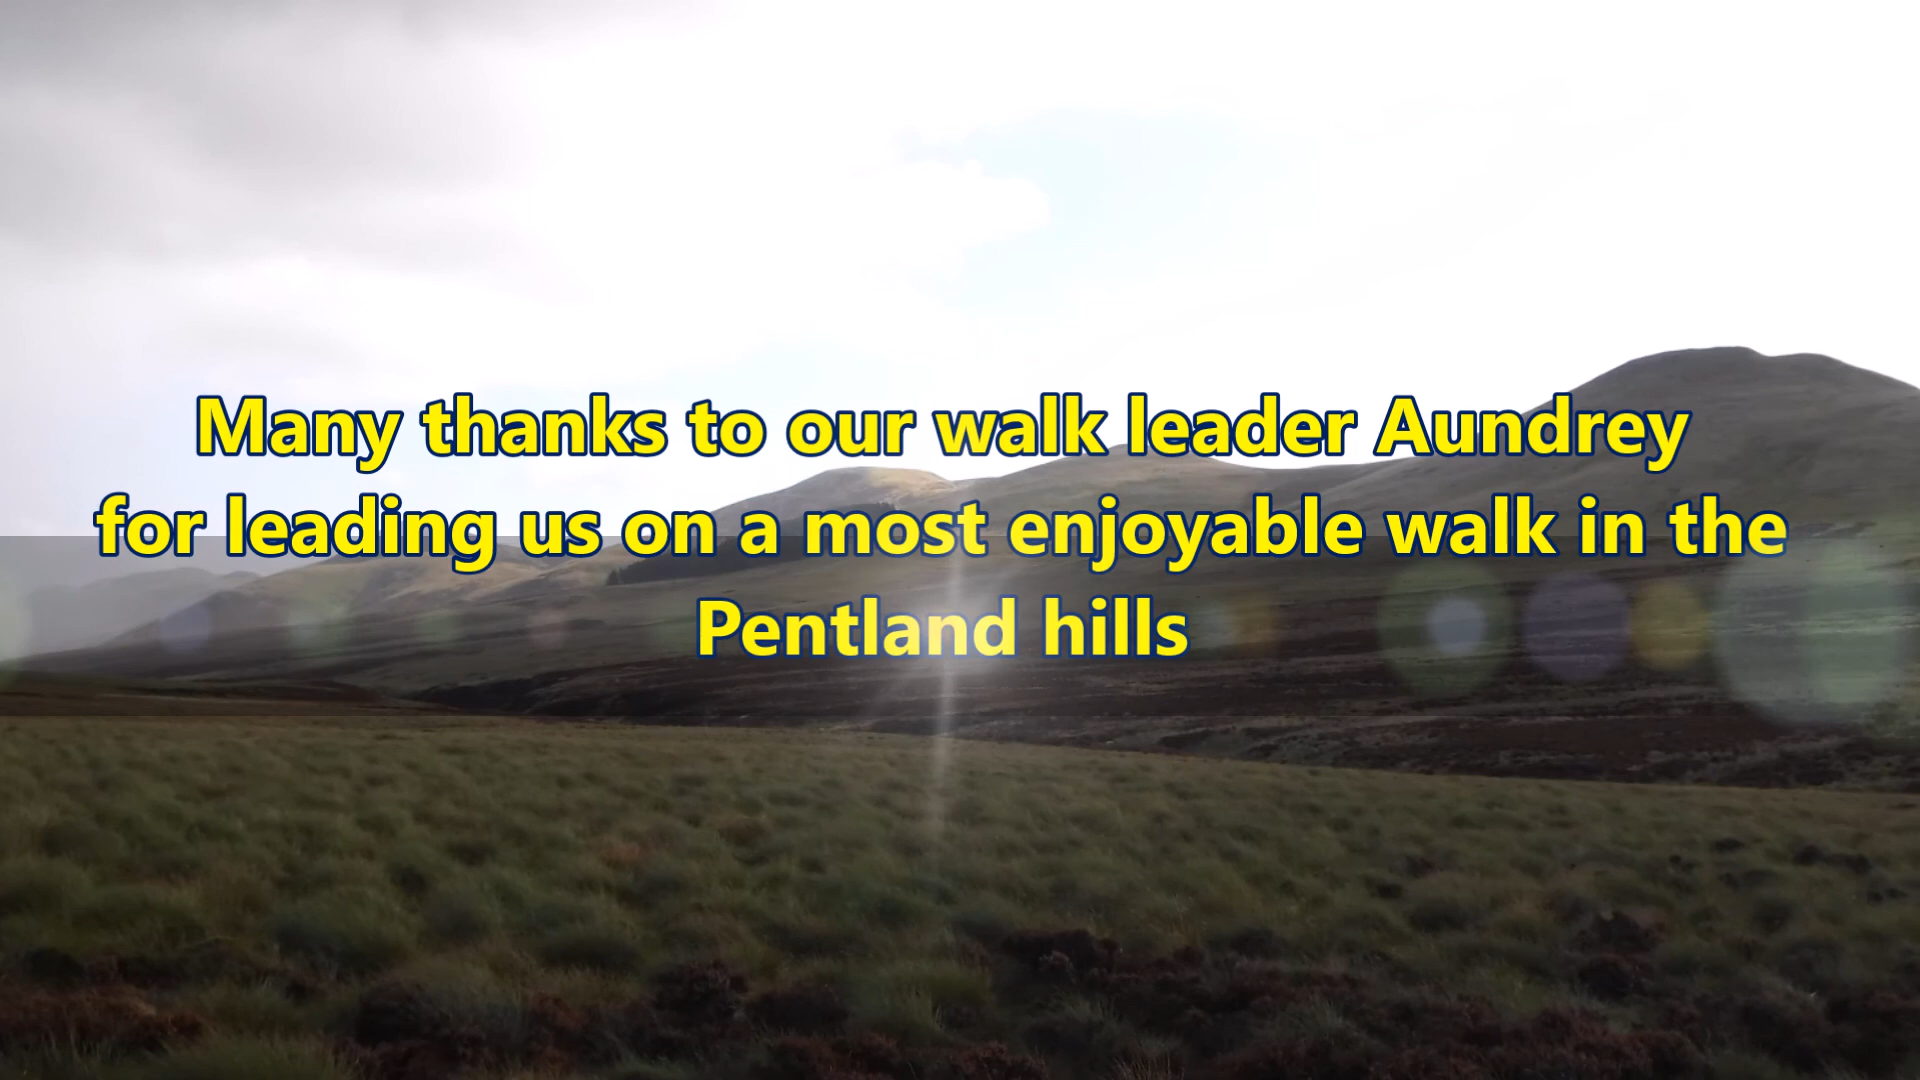 Many thanks to our walk leader Aundrey
for leading us on a most enjoyable walk in the
Pentland hills